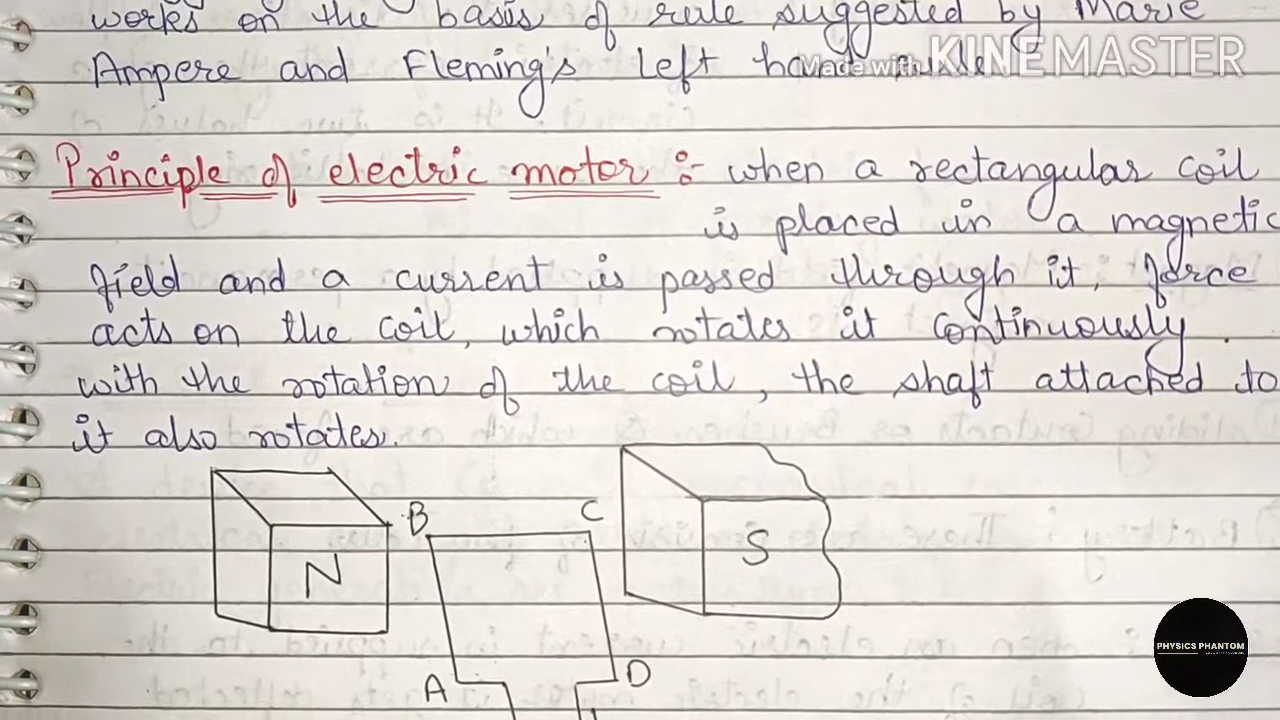 works on the basis of rule suggested by Marie
Ampere and Fleming's Left hand rule
Made with KINEMASTER
Principle of electric motor :- when a rectangular coil
is placed in a magnetic
field and a current is passed through it, force
acts on the coil, which rotates it continuously.
with the rotation of the coil, the shaft attached to
it also rotates.
B C
N S
A D
PHYSICS PHANTOM